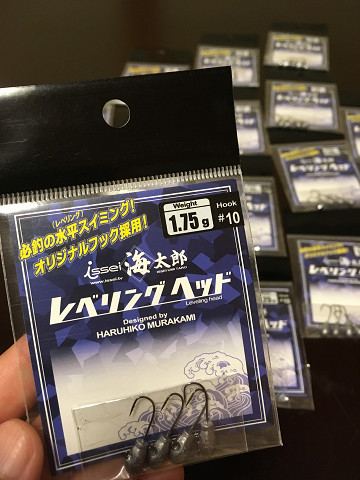 Weight
1.75g
Hook
#10
(レベリング)
必釣の水平スイミング!
オリジナルフック採用!
issei 海太郎
www.issei.tv
レベリングヘッド
Leveling head
Designed by
HARUHIKO MURAKAMI